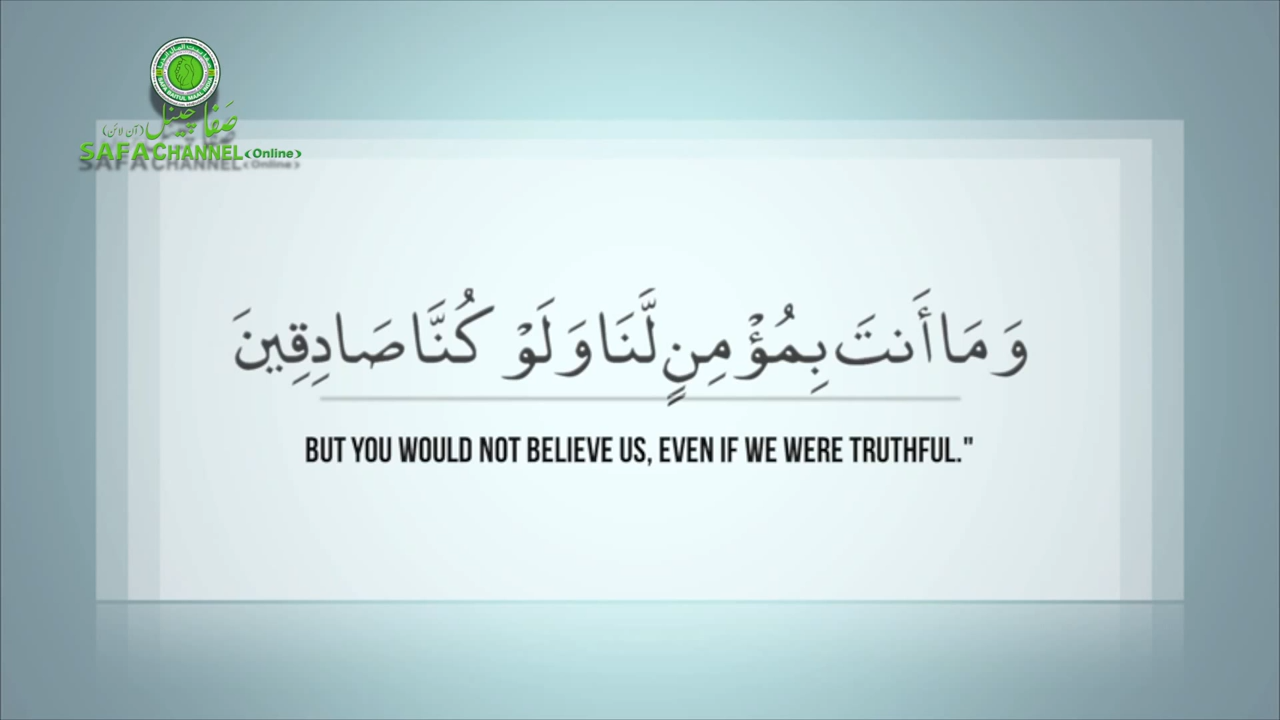 صَفا چینل (آن لائن)
SAFA CHANNEL ‹Online›
وَمَا أَنتَ بِمُؤْمِنٍ لَّنَا وَلَوْ كُنَّا صَادِقِينَ
BUT YOU WOULD NOT BELIEVE US, EVEN IF WE WERE TRUTHFUL."